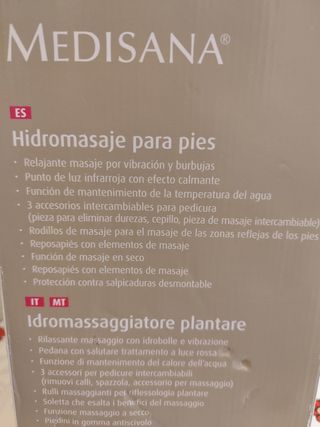 MEDISANA®
ES
Hidromasaje para pies
· Relajante masaje por vibración y burbujas
· Punto de luz infrarroja con efecto calmante
· Función de mantenimiento de la temperatura del agua
· 3 accesorios intercambiables para pedicura
(pieza para eliminar durezas, cepillo, pieza de masaje intercambiable)
· Rodillos de masaje para el masaje de las zonas reflejas de los pies
· Reposapiés con elementos de masaje
· Función de masaje en seco
· Reposapiés con elementos de masaje
· Protección contra salpicaduras desmontable
IT MT
Idromassaggiatore plantare
· Rilassante massaggio con idrobolle e vibrazione
· Pedana con salutare trattamento a luce rossa
· Funzione di mantenimento del calore dell'acqua
· 3 accessori per pedicure intercambiabili
(rimuovi calli, spazzola, accessorio per massaggio)
· Rulli massaggianti per riflessologia plantare
· Soletta che esalta i benefici del massaggio
· Funzione massaggio a secco
· Piedini in gomma antiscivolo